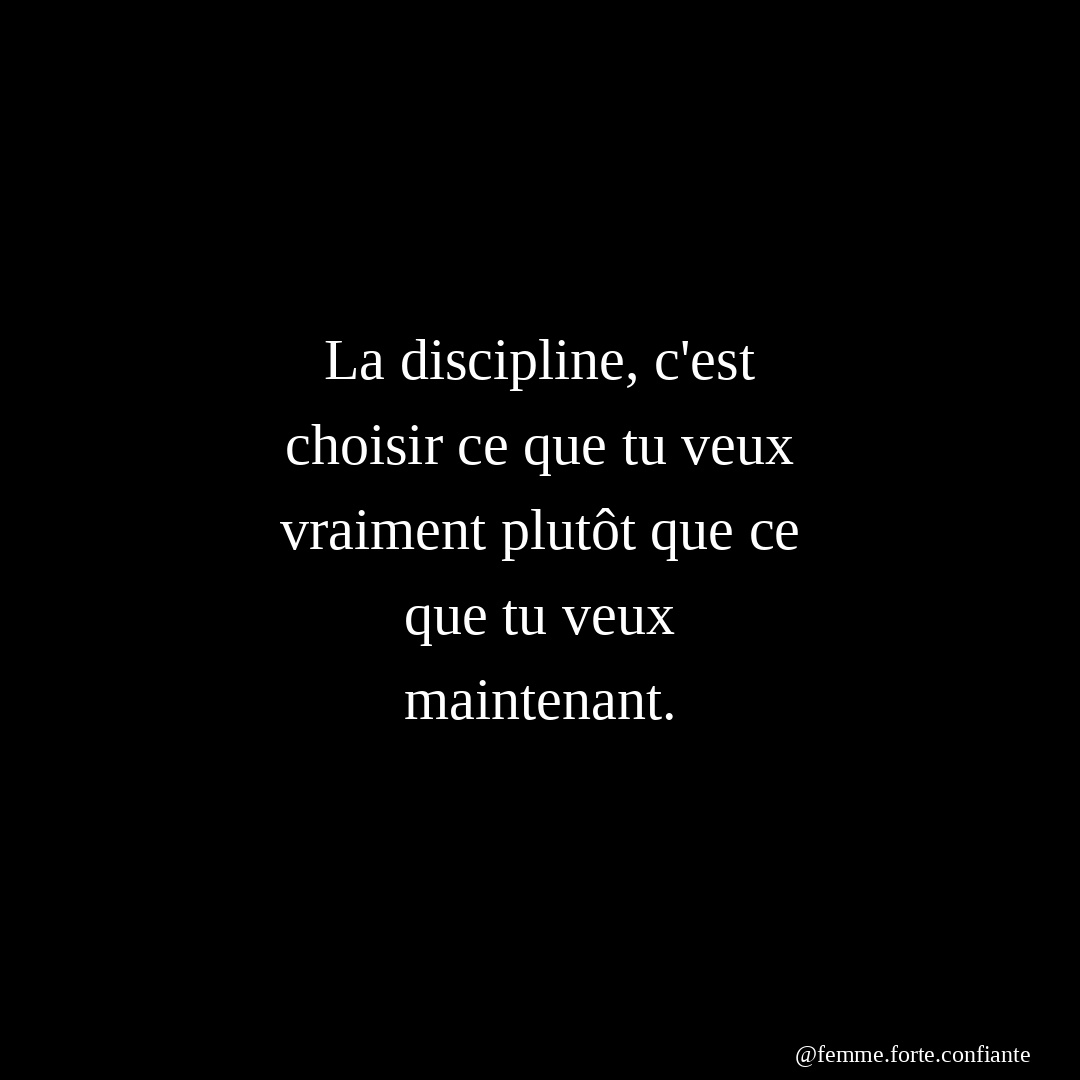 La discipline, c'est
choisir ce que tu veux
vraiment plutôt que ce
que tu veux
maintenant.
@femme.forte.confiante